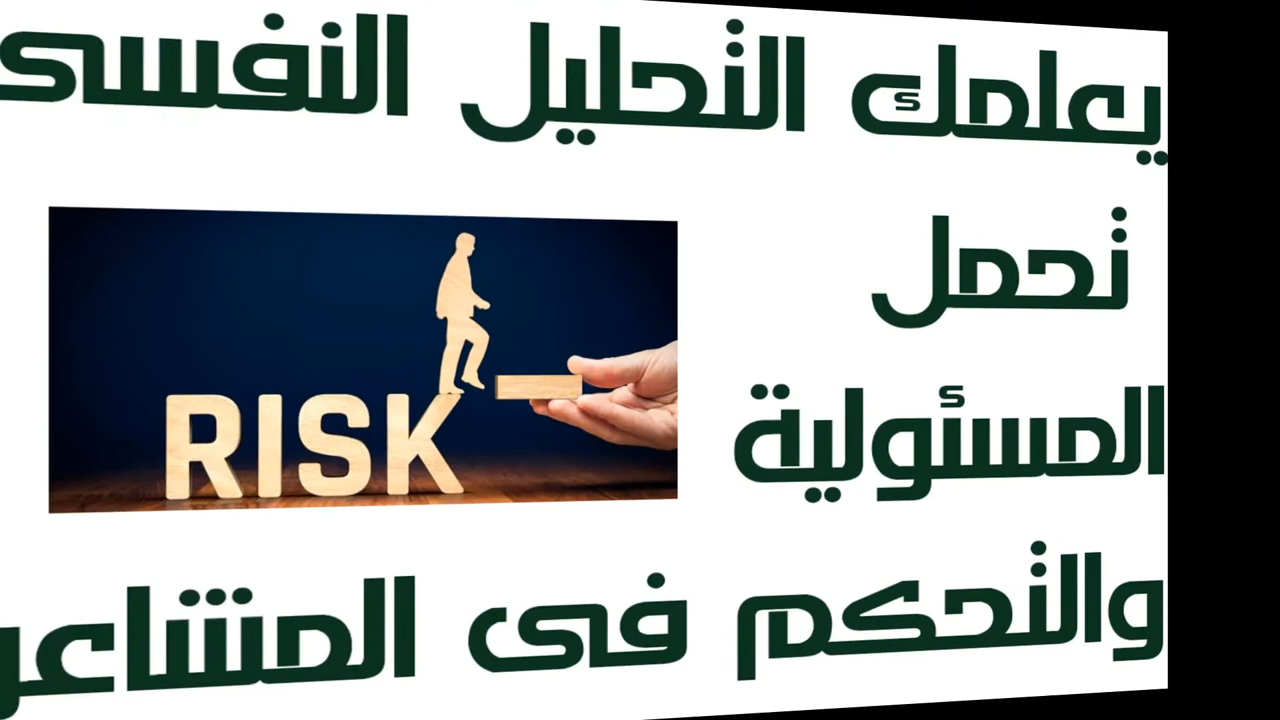 يعلمك التحليل النفسى
تحمل
المسئولية
RISK
والتحكم فى المشاعر